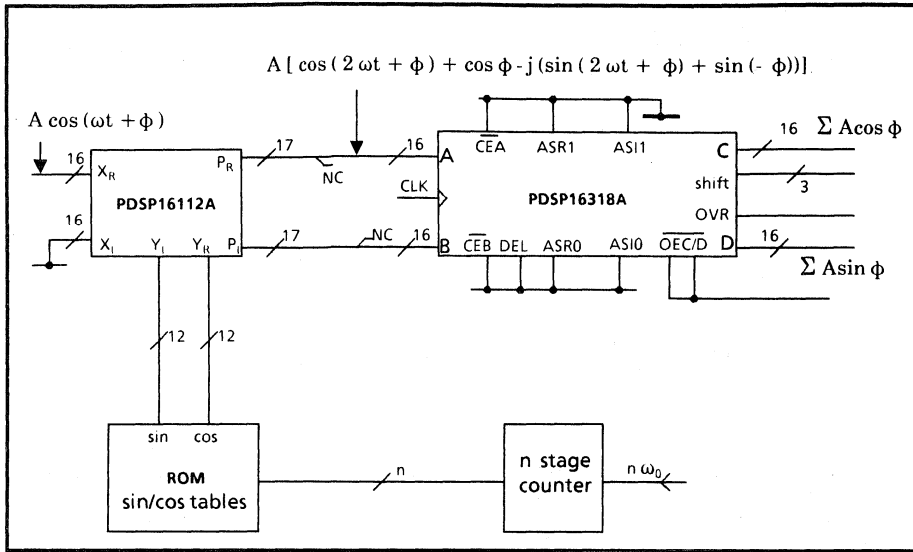 A [ cos ( 2 ωt + ϕ ) + cos ϕ - j (sin ( 2 ωt + ϕ) + sin (- ϕ ))]
A cos (ωt + ϕ)
16
X_R
P_R
17
NC
16
A
CEA
ASR1
ASI1
C
16
Σ Acos ϕ
PDSP16112A
CLK
PDSP16318A
shift
3
OVR
16
X_I
Y_I
Y_R
P_I
17
NC
16
B
CEB
DEL
ASR0
ASI0
OEC/D
D
16
Σ Asin ϕ
12
12
sin
cos
ROM
sin/cos tables
n
n stage
counter
n ω₀